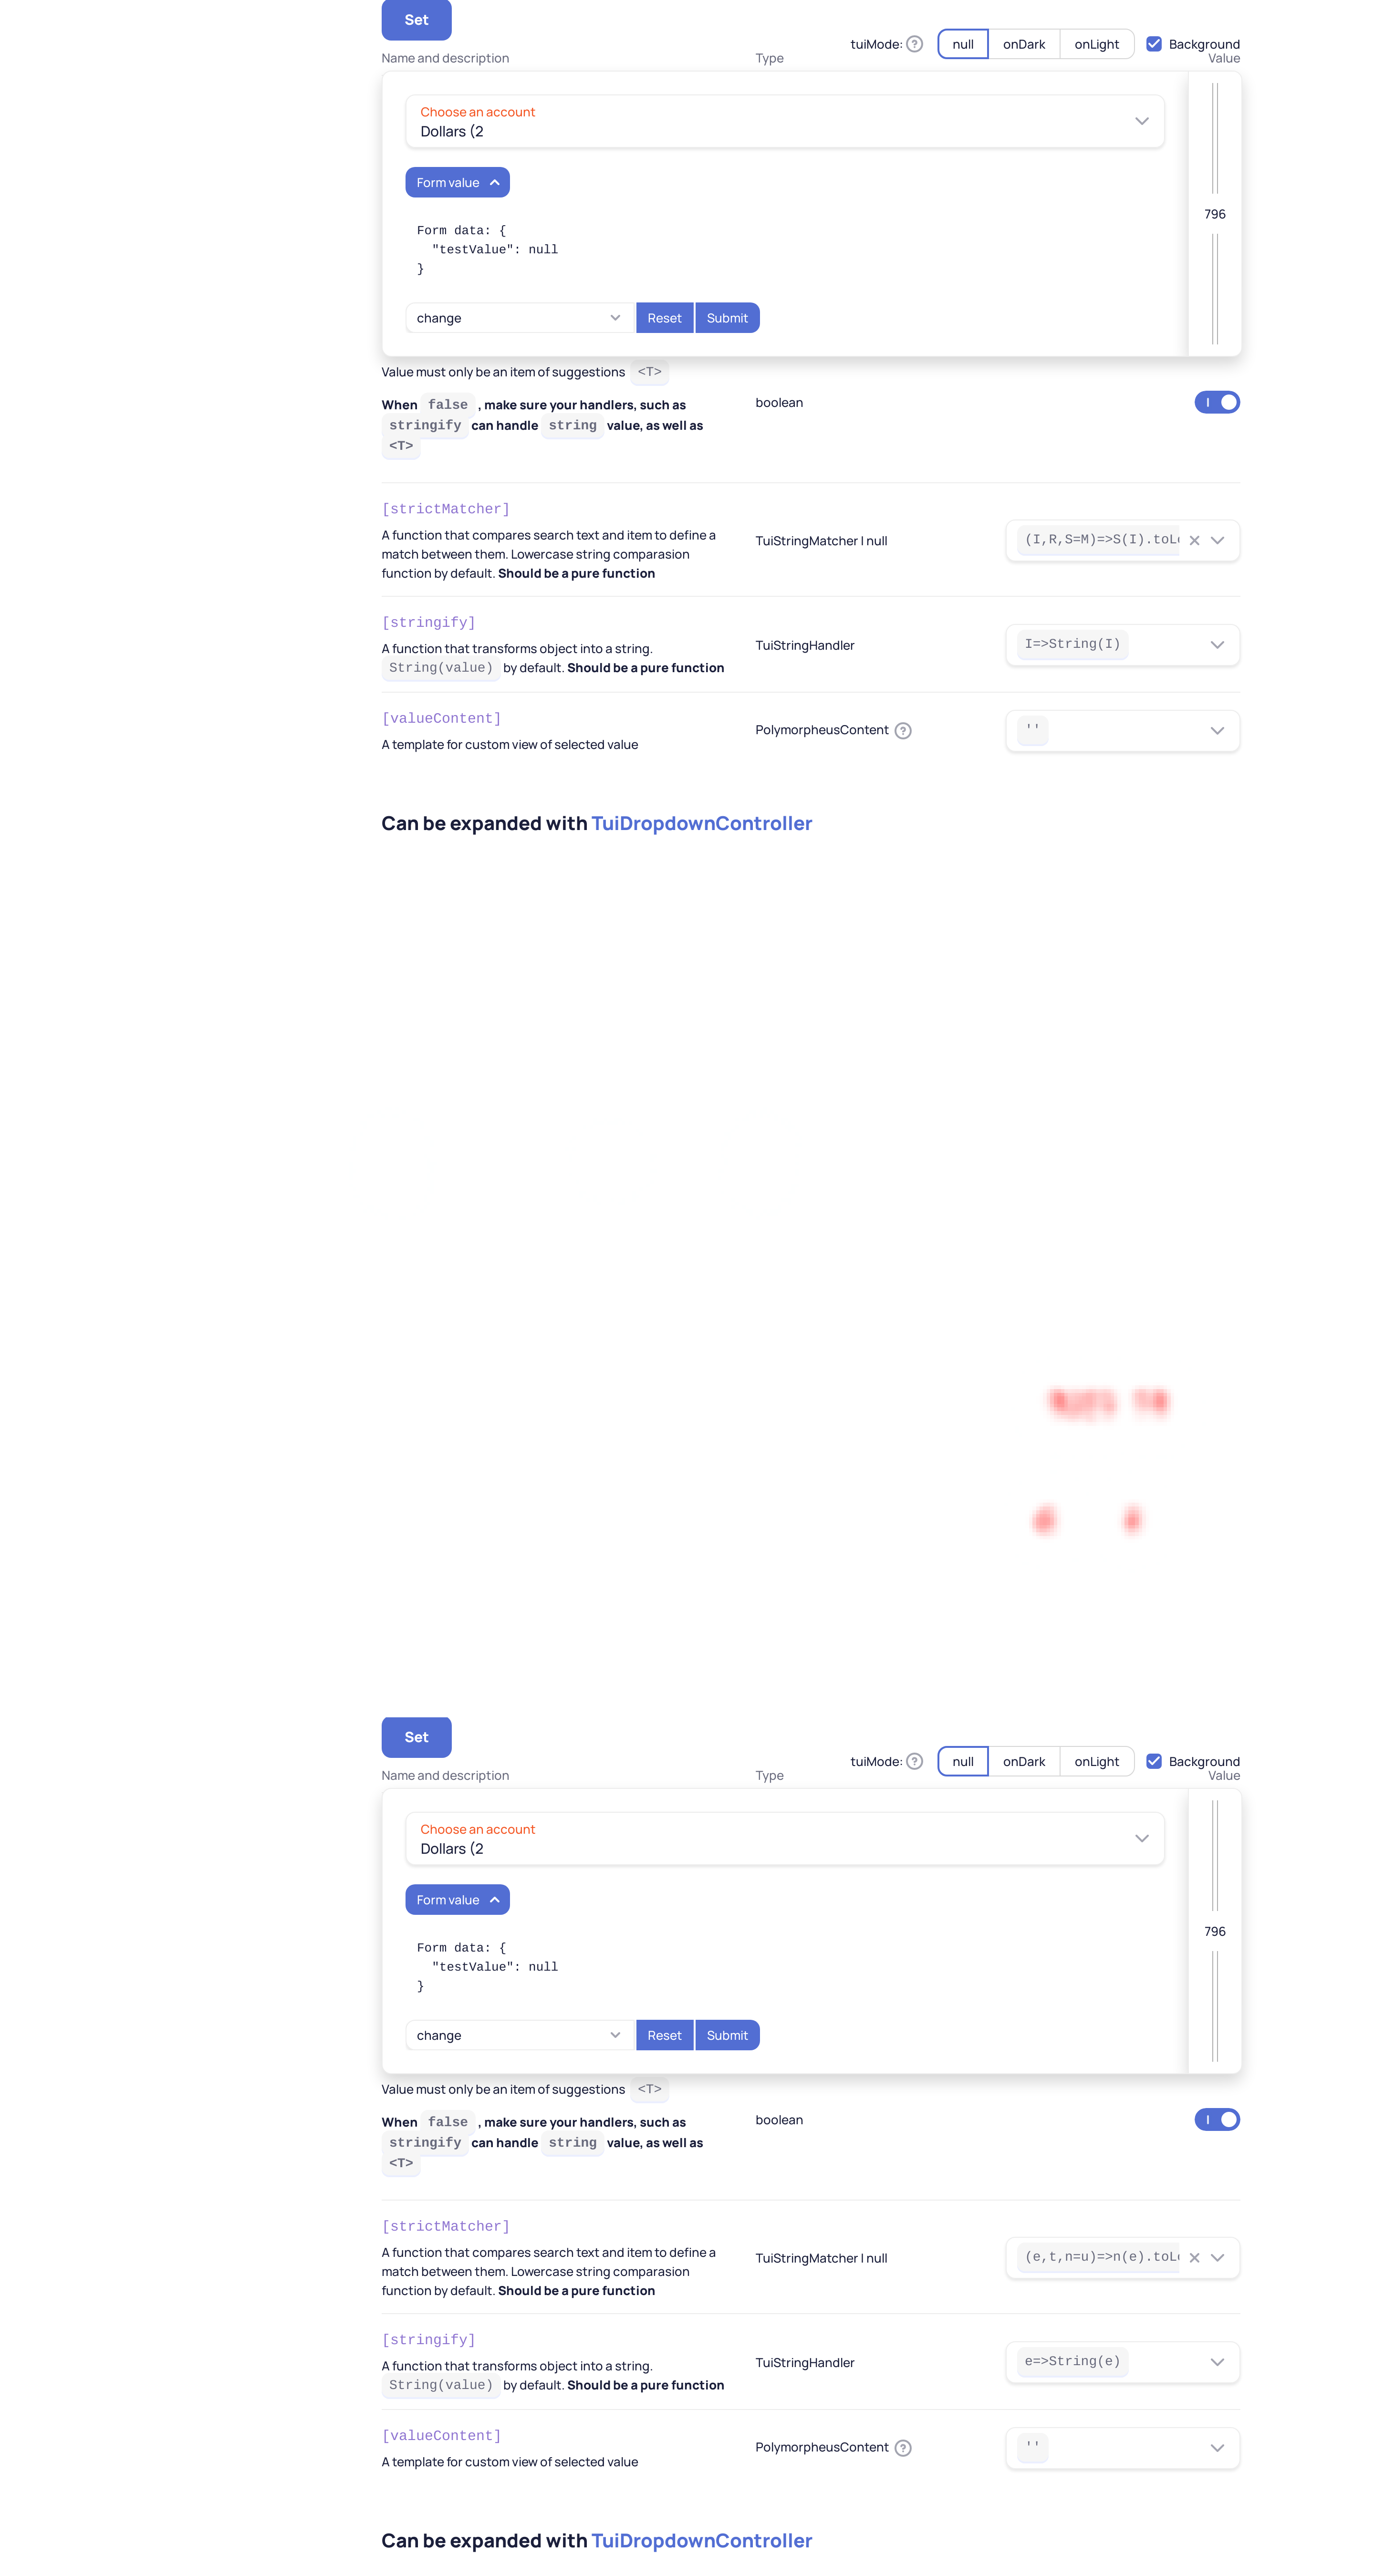 Set
tuiMode: ? null onDark onLight Background
Name and description Type Value
Choose an account
Dollars (2
Form value
796
Form data: {
"testValue": null
}
change Reset Submit
Value must only be an item of suggestions <T>
When false , make sure your handlers, such as
boolean
stringify can handle string value, as well as
<T>
[strictMatcher]
A function that compares search text and item to define a
match between them. Lowercase string comparasion
function by default. Should be a pure function
TuiStringMatcher | null
(I,R,S=M)=>S(I).toL
[stringify]
A function that transforms object into a string.
String(value) by default. Should be a pure function
TuiStringHandler
I=>String(I)
[valueContent]
A template for custom view of selected value
PolymorpheusContent ?
''
Can be expanded with TuiDropdownController
Set
tuiMode: ? null onDark onLight Background
Name and description Type Value
Choose an account
Dollars (2
Form value
796
Form data: {
"testValue": null
}
change Reset Submit
Value must only be an item of suggestions <T>
When false , make sure your handlers, such as
boolean
stringify can handle string value, as well as
<T>
[strictMatcher]
A function that compares search text and item to define a
match between them. Lowercase string comparasion
function by default. Should be a pure function
TuiStringMatcher | null
(e,t,n=u)=>n(e).toL
[stringify]
A function that transforms object into a string.
String(value) by default. Should be a pure function
TuiStringHandler
e=>String(e)
[valueContent]
A template for custom view of selected value
PolymorpheusContent ?
''
Can be expanded with TuiDropdownController